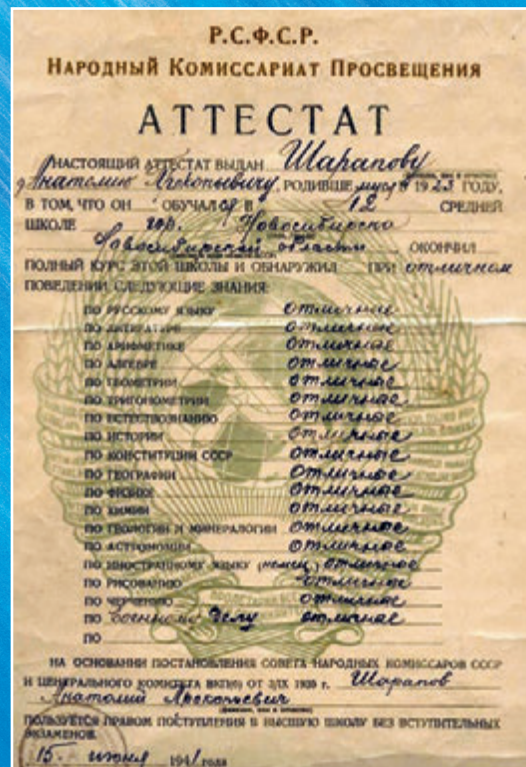 Р.С.Ф.С.Р.
НАРОДНЫЙ КОМИССАРИАТ ПРОСВЕЩЕНИЯ
АТТЕСТАТ
НАСТОЯЩИЙ АТТЕСТАТ ВЫДАН Шарапову
Анатолию Прокопьевичу, РОДИВШЕМУСЯ В 1923 ГОДУ,
В ТОМ, ЧТО ОН ОБУЧАЛСЯ В 12 СРЕДНЕЙ
ШКОЛЕ гор. Новосибирска
Новосибирской области ОКОНЧИЛ
ПОЛНЫЙ КУРС ЭТОЙ ШКОЛЫ И ОБНАРУЖИЛ ПРИ отличном
ПОВЕДЕНИИ СЛЕДУЮЩИЕ ЗНАНИЯ:
ПО РУССКОМУ ЯЗЫКУ отличные
ПО ЛИТЕРАТУРЕ отличные
ПО АРИФМЕТИКЕ отличные
ПО АЛГЕБРЕ отличные
ПО ГЕОМЕТРИИ отличные
ПО ТРИГОНОМЕТРИИ отличные
ПО ЕСТЕСТВОЗНАНИЮ отличные
ПО ИСТОРИИ отличные
ПО КОНСТИТУЦИИ СССР отличные
ПО ГЕОГРАФИИ отличные
ПО ФИЗИКЕ отличные
ПО ХИМИИ отличные
ПО ГЕОЛОГИИ И МИНЕРАЛОГИИ отличные
ПО АСТРОНОМИИ отличные
ПО ИНОСТРАННОМУ ЯЗЫКУ (немец) отличные
ПО РИСОВАНИЮ отличные
ПО ЧЕРЧЕНИЮ отличные
ПО военному делу отличные
ПО
НА ОСНОВАНИИ ПОСТАНОВЛЕНИЯ СОВЕТА НАРОДНЫХ КОМИССАРОВ СССР
И ЦЕНТРАЛЬНОГО КОМИТЕТА ВКП(б) ОТ 3/IX 1935 г. Шарапов
Анатолий Прокопьевич
(фамилия, имя и отчество)
ПОЛЬЗУЕТСЯ ПРАВОМ ПОСТУПЛЕНИЯ В ВЫСШУЮ ШКОЛУ БЕЗ ВСТУПИТЕЛЬНЫХ
ЭКЗАМЕНОВ.
15 июня 1941 года